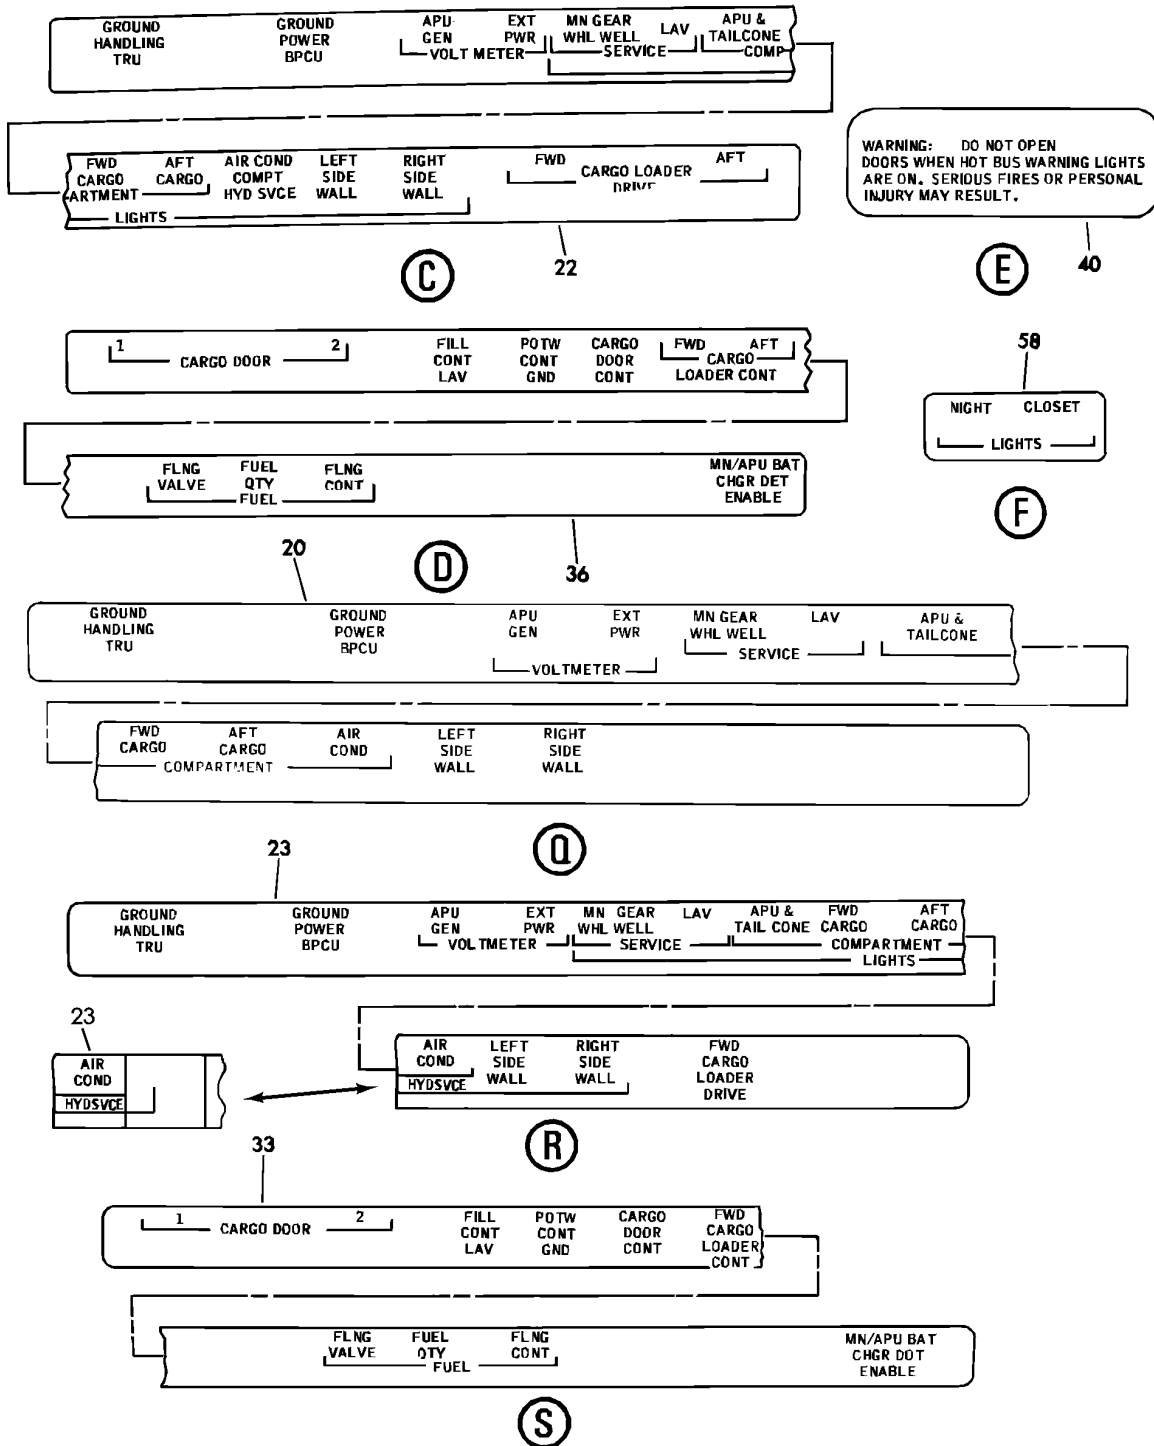 GROUND HANDLING TRU
GROUND POWER BPCU
APU GEN
EXT PWR
VOLT METER
MN GEAR WHL WELL
LAV
SERVICE
APU & TAILCONE
COMP
FWD CARGO
AFT CARGO
ARTMENT
AIR COND COMPT HYD SVCE
LEFT SIDE WALL
RIGHT SIDE WALL
LIGHTS
FWD
CARGO LOADER DRIVE
AFT
22
C
WARNING: DO NOT OPEN
DOORS WHEN HOT BUS WARNING LIGHTS
ARE ON. SERIOUS FIRES OR PERSONAL
INJURY MAY RESULT.
40
E
1
CARGO DOOR
2
FILL CONT LAV
POTW CONT GND
CARGO DOOR CONT
FWD
AFT
CARGO
LOADER CONT
FLNG VALVE
FUEL QTY
FLNG CONT
FUEL
MN/APU BAT
CHGR DET
ENABLE
36
D
58
NIGHT CLOSET
LIGHTS
F
20
GROUND HANDLING TRU
GROUND POWER BPCU
APU GEN
EXT PWR
VOLTMETER
MN GEAR WHL WELL
LAV
SERVICE
APU & TAILCONE
FWD CARGO
AFT CARGO
AIR COND
COMPARTMENT
LEFT SIDE WALL
RIGHT SIDE WALL
Q
23
GROUND HANDLING TRU
GROUND POWER BPCU
APU GEN
EXT PWR
VOLTMETER
MN GEAR WHL WELL
LAV
SERVICE
APU & TAIL CONE
FWD CARGO
AFT CARGO
COMPARTMENT
LIGHTS
23
AIR COND
HYDSVCE
AIR COND
HYDSVCE
LEFT SIDE WALL
RIGHT SIDE WALL
FWD CARGO LOADER DRIVE
R
33
1
CARGO DOOR
2
FILL CONT LAV
POTW CONT GND
CARGO DOOR CONT
FWD CARGO LOADER CONT
FLNG VALVE
FUEL QTY
FLNG CONT
FUEL
MN/APU BAT
CHGR DOT
ENABLE
S